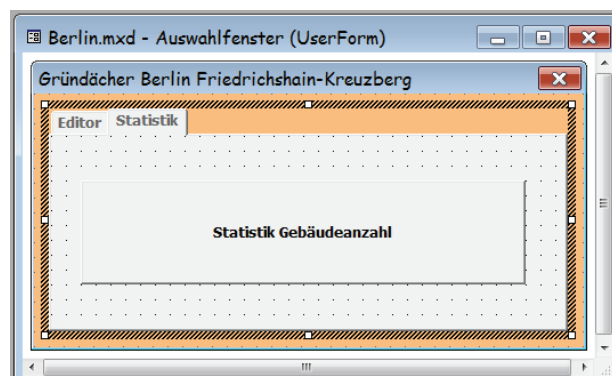 Berlin.mxd - Auswahlfenster (UserForm)
Gründächer Berlin Friedrichshain-Kreuzberg
Editor Statistik
Statistik Gebäudeanzahl